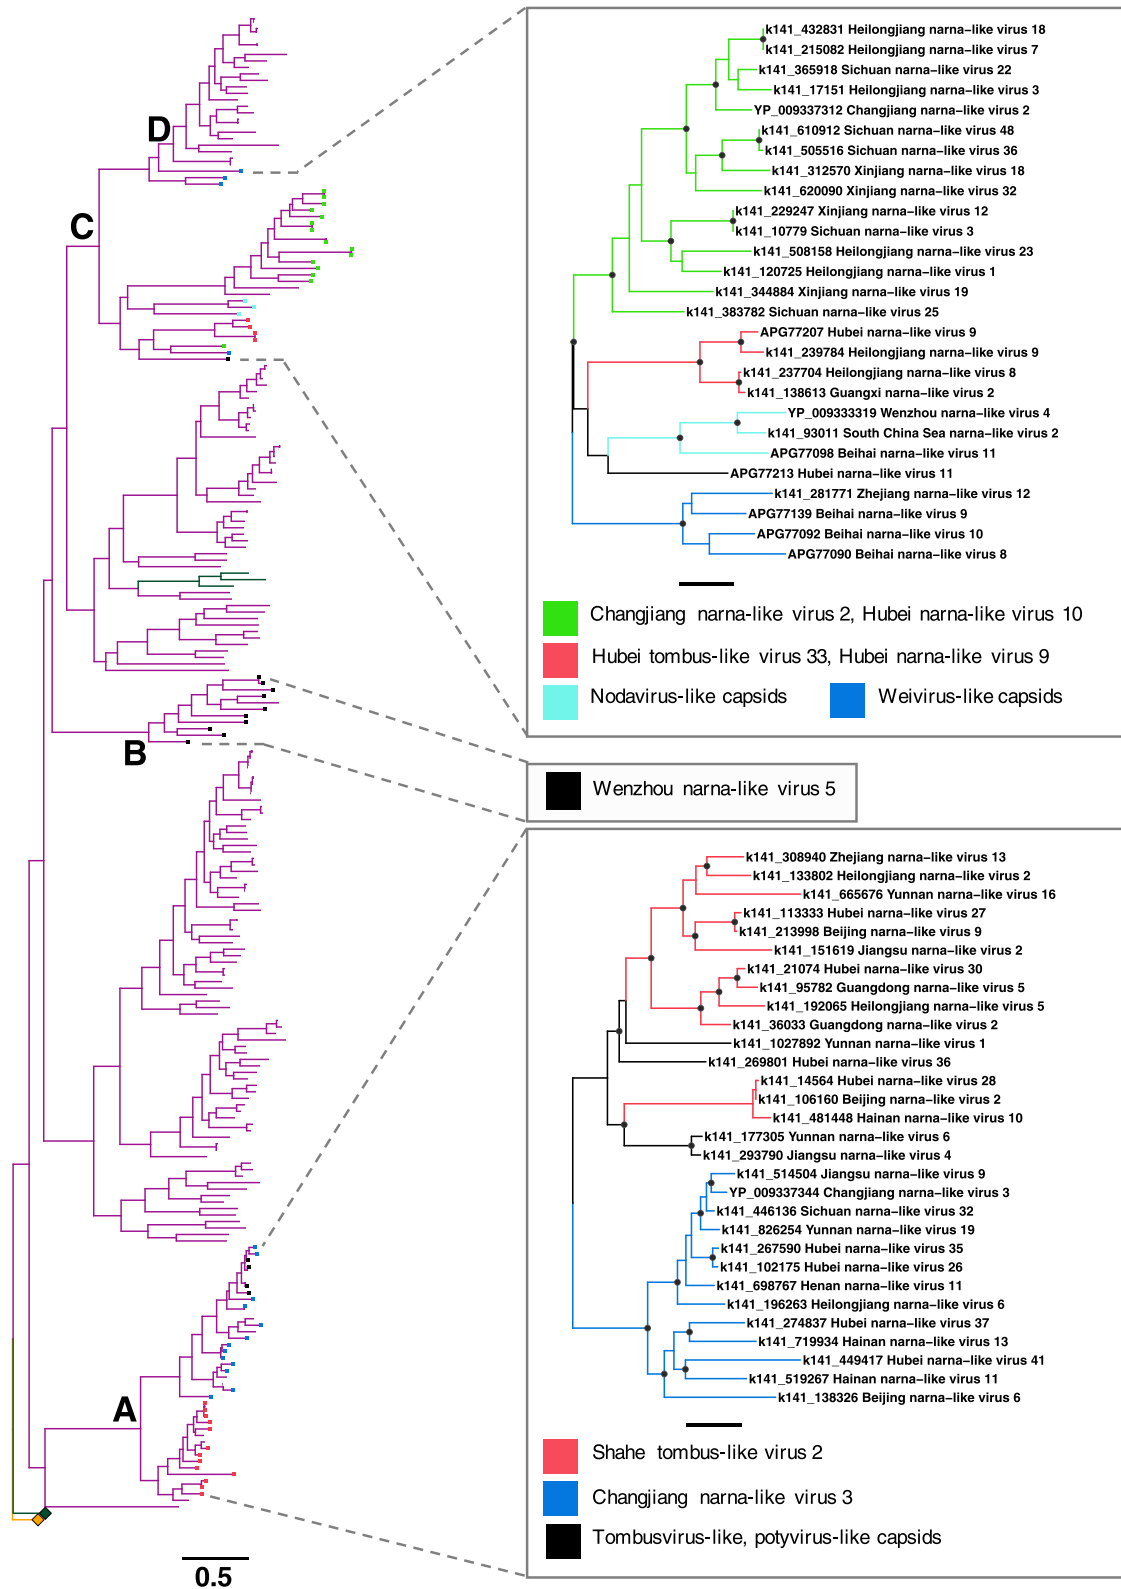 D
C
B
A
0.5
k141_432831 Heilongjiang narna–like virus 18
k141_215082 Heilongjiang narna–like virus 7
k141_365918 Sichuan narna–like virus 22
k141_17151 Heilongjiang narna–like virus 3
YP_009337312 Changjiang narna–like virus 2
k141_610912 Sichuan narna–like virus 48
k141_505516 Sichuan narna–like virus 36
k141_312570 Xinjiang narna–like virus 18
k141_620090 Xinjiang narna–like virus 32
k141_229247 Xinjiang narna–like virus 12
k141_10779 Sichuan narna–like virus 3
k141_508158 Heilongjiang narna–like virus 23
k141_120725 Heilongjiang narna–like virus 1
k141_344884 Xinjiang narna–like virus 19
k141_383782 Sichuan narna–like virus 25
APG77207 Hubei narna–like virus 9
k141_239784 Heilongjiang narna–like virus 9
k141_237704 Heilongjiang narna–like virus 8
k141_138613 Guangxi narna–like virus 2
YP_009333319 Wenzhou narna–like virus 4
k141_93011 South China Sea narna–like virus 2
APG77098 Beihai narna–like virus 11
APG77213 Hubei narna–like virus 11
k141_281771 Zhejiang narna–like virus 12
APG77139 Beihai narna–like virus 9
APG77092 Beihai narna–like virus 10
APG77090 Beihai narna–like virus 8
Changjiang narna-like virus 2, Hubei narna-like virus 10
Hubei tombus-like virus 33, Hubei narna-like virus 9
Nodavirus-like capsids Weivirus-like capsids
Wenzhou narna-like virus 5
k141_308940 Zhejiang narna–like virus 13
k141_133802 Heilongjiang narna–like virus 2
k141_665676 Yunnan narna–like virus 16
k141_113333 Hubei narna–like virus 27
k141_213998 Beijing narna–like virus 9
k141_151619 Jiangsu narna–like virus 2
k141_21074 Hubei narna–like virus 30
k141_95782 Guangdong narna–like virus 5
k141_192065 Heilongjiang narna–like virus 5
k141_36033 Guangdong narna–like virus 2
k141_1027892 Yunnan narna–like virus 1
k141_269801 Hubei narna–like virus 36
k141_14564 Hubei narna–like virus 28
k141_106160 Beijing narna–like virus 2
k141_481448 Hainan narna–like virus 10
k141_177305 Yunnan narna–like virus 6
k141_293790 Jiangsu narna–like virus 4
k141_514504 Jiangsu narna–like virus 9
YP_009337344 Changjiang narna–like virus 3
k141_446136 Sichuan narna–like virus 32
k141_826254 Yunnan narna–like virus 19
k141_267590 Hubei narna–like virus 35
k141_102175 Hubei narna–like virus 26
k141_698767 Henan narna–like virus 11
k141_196263 Heilongjiang narna–like virus 6
k141_274837 Hubei narna–like virus 37
k141_719934 Hainan narna–like virus 13
k141_449417 Hubei narna–like virus 41
k141_519267 Hainan narna–like virus 11
k141_138326 Beijing narna–like virus 6
Shahe tombus-like virus 2
Changjiang narna-like virus 3
Tombusvirus-like, potyvirus-like capsids